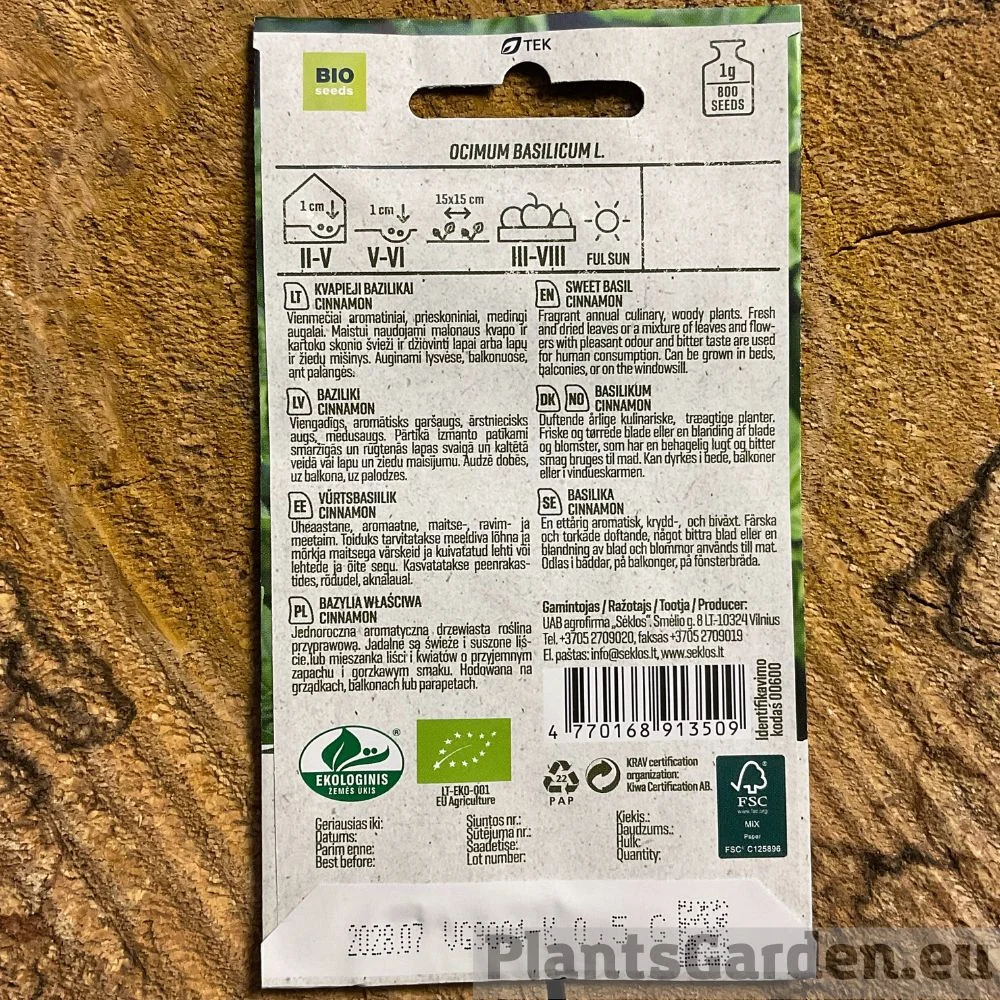 TEK
BIO
seeds
1g
800
SEEDS
OCIMUM BASILICUM L.
1 cm
1 cm
15x15 cm
II-V
V-VI
III-VIII
FUL SUN
LT KVAPIEJI BAZILIKAI
CINNAMON
Vienmečiai aromatiniai, prieskoniniai, medingi
augalai. Maistui naudojami malonaus kvapo ir
kartoko skonio švieži ir džiovinti lapai arba lapų
ir žiedų mišinys. Auginami lysvėse, balkonuose,
ant palangės.
LV BAZILIKI
CINNAMON
Viengadīgs, aromātisks garšaugs, ārstniecisks
augs, medusaugs. Pārtikā izmanto patīkami
smaržīgās un rūgtenās lapas svaigā un kaltētā
veidā vai lapu un ziedu maisījumu. Audzē dobēs,
uz balkona, uz palodzes.
EE VÜRTSBASIILIK
CINNAMON
Üheaastane, aromaatne, maitse-, ravim- ja
meetaim. Toiduks tarvitatakse meeldiva lõhna ja
mõrkja maitsega värskeid ja kuivatatud lehti või
lehtede ja õite segu. Kasvatatakse peenrakas-
tides, rõdudel, aknalaual.
PL BAZYLIA WŁAŚCIWA
CINNAMON
Jednoroczna aromatyczna drzewiasta roślina
przyprawowa. Jadalne są świeże i suszone liś-
cie lub mieszanka liści i kwiatów o przyjemnym
zapachu i gorzkawym smaku. Hodowana na
grządkach, balkonach lub parapetach.
EN SWEET BASIL
CINNAMON
Fragrant annual culinary, woody plants. Fresh
and dried leaves or a mixture of leaves and flow-
ers with pleasant odour and bitter taste are used
for human consumption. Can be grown in beds,
balconies, or on the windowsill.
DK NO BASILIKUM
CINNAMON
Duftende årlige kulinariske, træagtige planter.
Friske og tørrede blade eller en blanding af blade
og blomster, som har en behagelig lugt og bitter
smag bruges til mad. Kan dyrkes i bede, balkoner
eller i vindueskarmen.
SE BASILIKA
CINNAMON
En ettårig aromatisk, krydd-, och biväxt. Färska
och torkade doftande, något bittra blad eller en
blandning av blad och blommor används till mat.
Odlas i bäddar, på balkonger, på fönsterbräda.
Gamintojas / Ražotajs / Tootja / Producer:
UAB agrofirma „Sėklos“. Smėlio g. 8 LT-10324 Vilnius
Tel. +3705 2709020, faksas +3705 2709019
El. paštas: info@seklos.lt, www.seklos.lt
4 770168 913509
Identifikavimo
kodas 00600
EKOLOGINIS
ŽEMĖS ŪKIS
®
LT-EKO-001
EU Agriculture
22
PAP
KRAV certification
organization:
Kiwa Certification AB.
FSC
www.fsc.org
MIX
Paper
FSC® C125896
Geriausias iki:
Datums:
Parim enne:
Best before:
Siuntos nr.:
Sūtējuma nr.:
Saadetise:
Lot number:
Kiekis.:
Daudzums.:
Hulk:
Quantity:
2028.07
0.5 G
PlantsGarden.eu